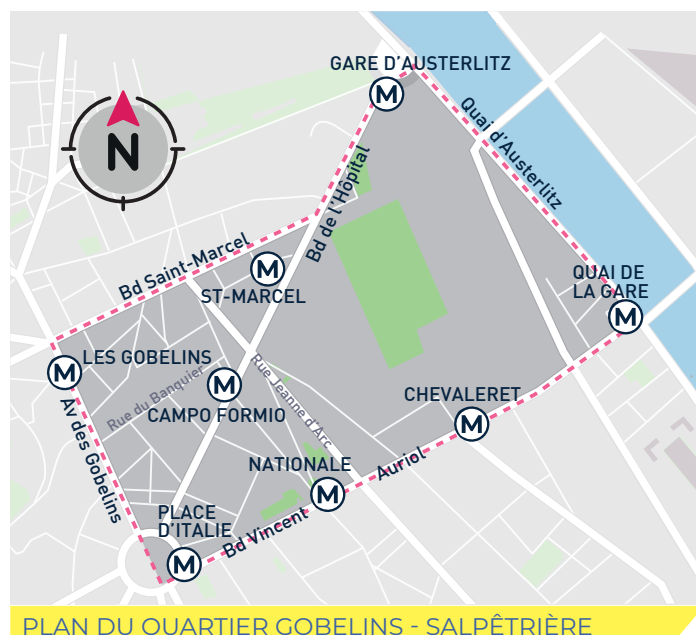 GARE D'AUSTERLITZ
M
Quai d'Austerlitz
N
Bd de l'Hôpital
Bd Saint-Marcel
M
ST-MARCEL
QUAI DE
LA GARE
M
LES GOBELINS
M
Rue du Banquier
M
CAMPO FORMIO
Rue Jeanne d'Arc
CHEVALERET
M
Av des Gobelins
NATIONALE
M
Auriol
Bd Vincent
PLACE
D'ITALIE
M
PLAN DU QUARTIER GOBELINS - SALPÊTRIÈRE